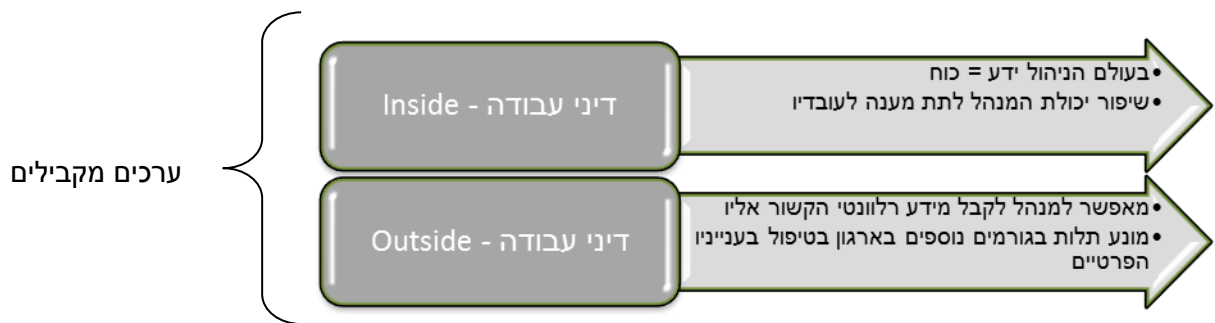 ערכים מקבילים
דיני עבודה - Inside
•בעולם הניהול ידע = כוח
•שיפור יכולת המנהל לתת מענה לעובדיו
דיני עבודה - Outside
•מאפשר למנהל לקבל מידע רלוונטי הקשור אליו
•מונע תלות בגורמים נוספים בארגון בטיפול בענייניו
הפרטיים